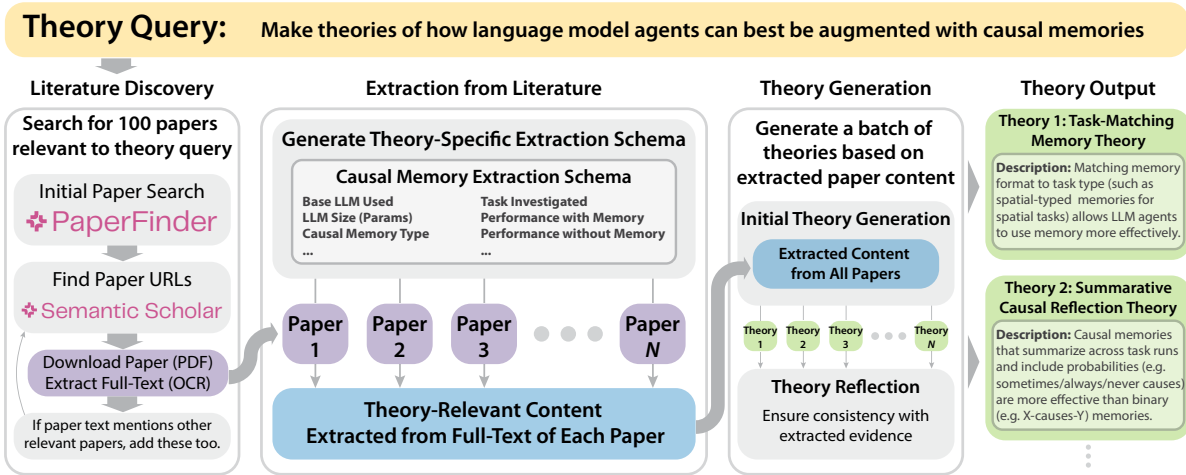 Theory Query: Make theories of how language model agents can best be augmented with causal memories
Literature Discovery
Search for 100 papers
relevant to theory query
Initial Paper Search
PaperFinder
Find Paper URLs
Semantic Scholar
Download Paper (PDF)
Extract Full-Text (OCR)
If paper text mentions other
relevant papers, add these too.
Extraction from Literature
Generate Theory-Specific Extraction Schema
Causal Memory Extraction Schema
Base LLM Used
LLM Size (Params)
Causal Memory Type
...
Task Investigated
Performance with Memory
Performance without Memory
...
Paper
1
Paper
2
Paper
3
Paper
N
Theory-Relevant Content
Extracted from Full-Text of Each Paper
Theory Generation
Generate a batch of
theories based on
extracted paper content
Initial Theory Generation
Extracted Content
from All Papers
Theory
1
Theory
2
Theory
3
Theory
N
Theory Reflection
Ensure consistency with
extracted evidence
Theory Output
Theory 1: Task-Matching
Memory Theory
Description: Matching memory
format to task type (such as
spatial-typed memories for
spatial tasks) allows LLM agents
to use memory more effectively.
Theory 2: Summarative
Causal Reflection Theory
Description: Causal memories
that summarize across task runs
and include probabilities (e.g.
sometimes/always/never causes)
are more effective than binary
(e.g. X-causes-Y) memories.